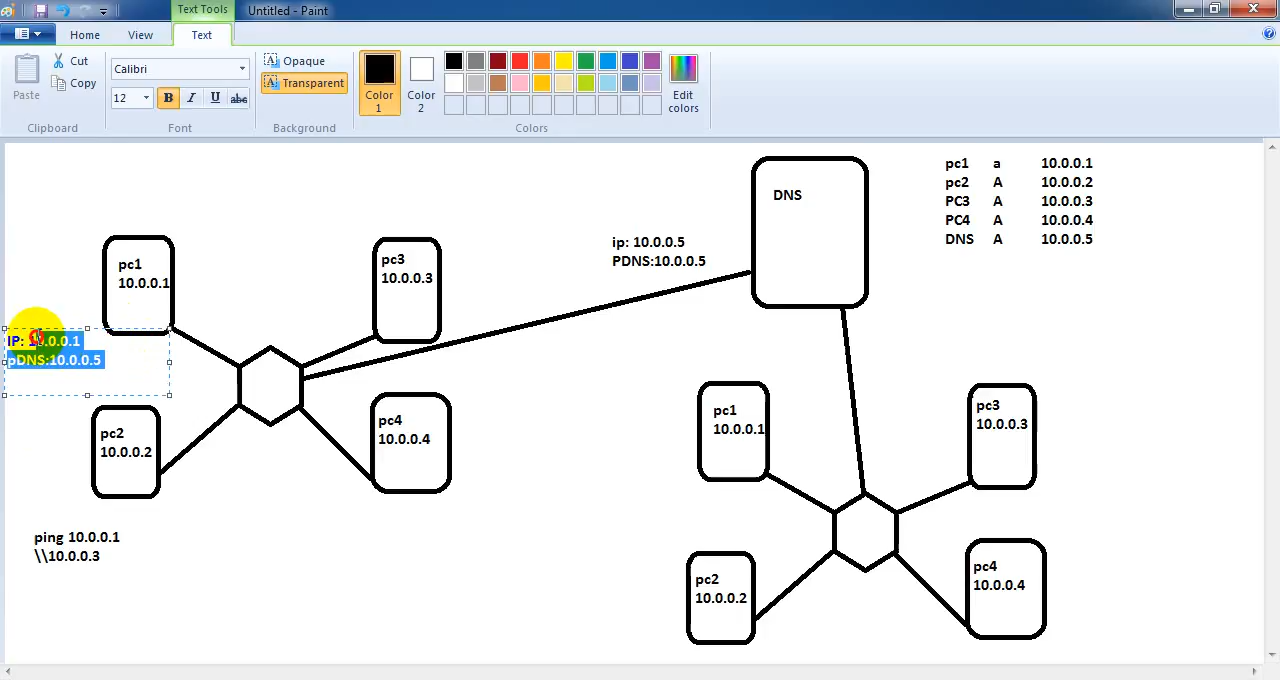 Text Tools
Untitled - Paint
Home
View
Text
Paste
Cut
Copy
Clipboard
Calibri
12
B
I
U
abc
Font
Opaque
Transparent
Background
Color 1
Color 2
Edit colors
Colors
pc1 a 10.0.0.1
pc2 A 10.0.0.2
PC3 A 10.0.0.3
PC4 A 10.0.0.4
DNS A 10.0.0.5
DNS
ip: 10.0.0.5
PDNS:10.0.0.5
pc1
10.0.0.1
pc3
10.0.0.3
IP: 10.0.0.1
pDNS:10.0.0.5
pc2
10.0.0.2
pc4
10.0.0.4
ping 10.0.0.1
\\10.0.0.3
pc1
10.0.0.1
pc3
10.0.0.3
pc2
10.0.0.2
pc4
10.0.0.4